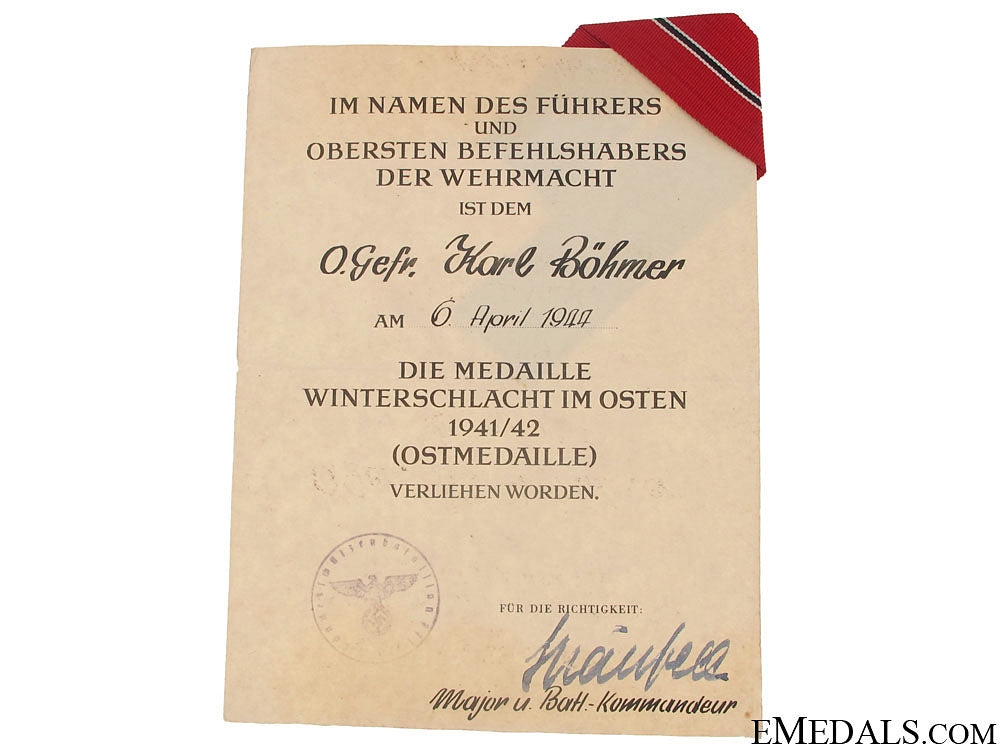 IM NAMEN DES FÜHRERS
UND
OBERSTEN BEFEHLSHABERS
DER WEHRMACHT
IST DEM
O.Gefr. Karl Böhmer
AM 6. April 1944
DIE MEDAILLE
WINTERSCHLACHT IM OSTEN
1941/42
(OSTMEDAILLE)
VERLIEHEN WORDEN.
FÜR DIE RICHTIGKEIT:
Major u. Batl.-Kommandeur
EMEDALS.COM